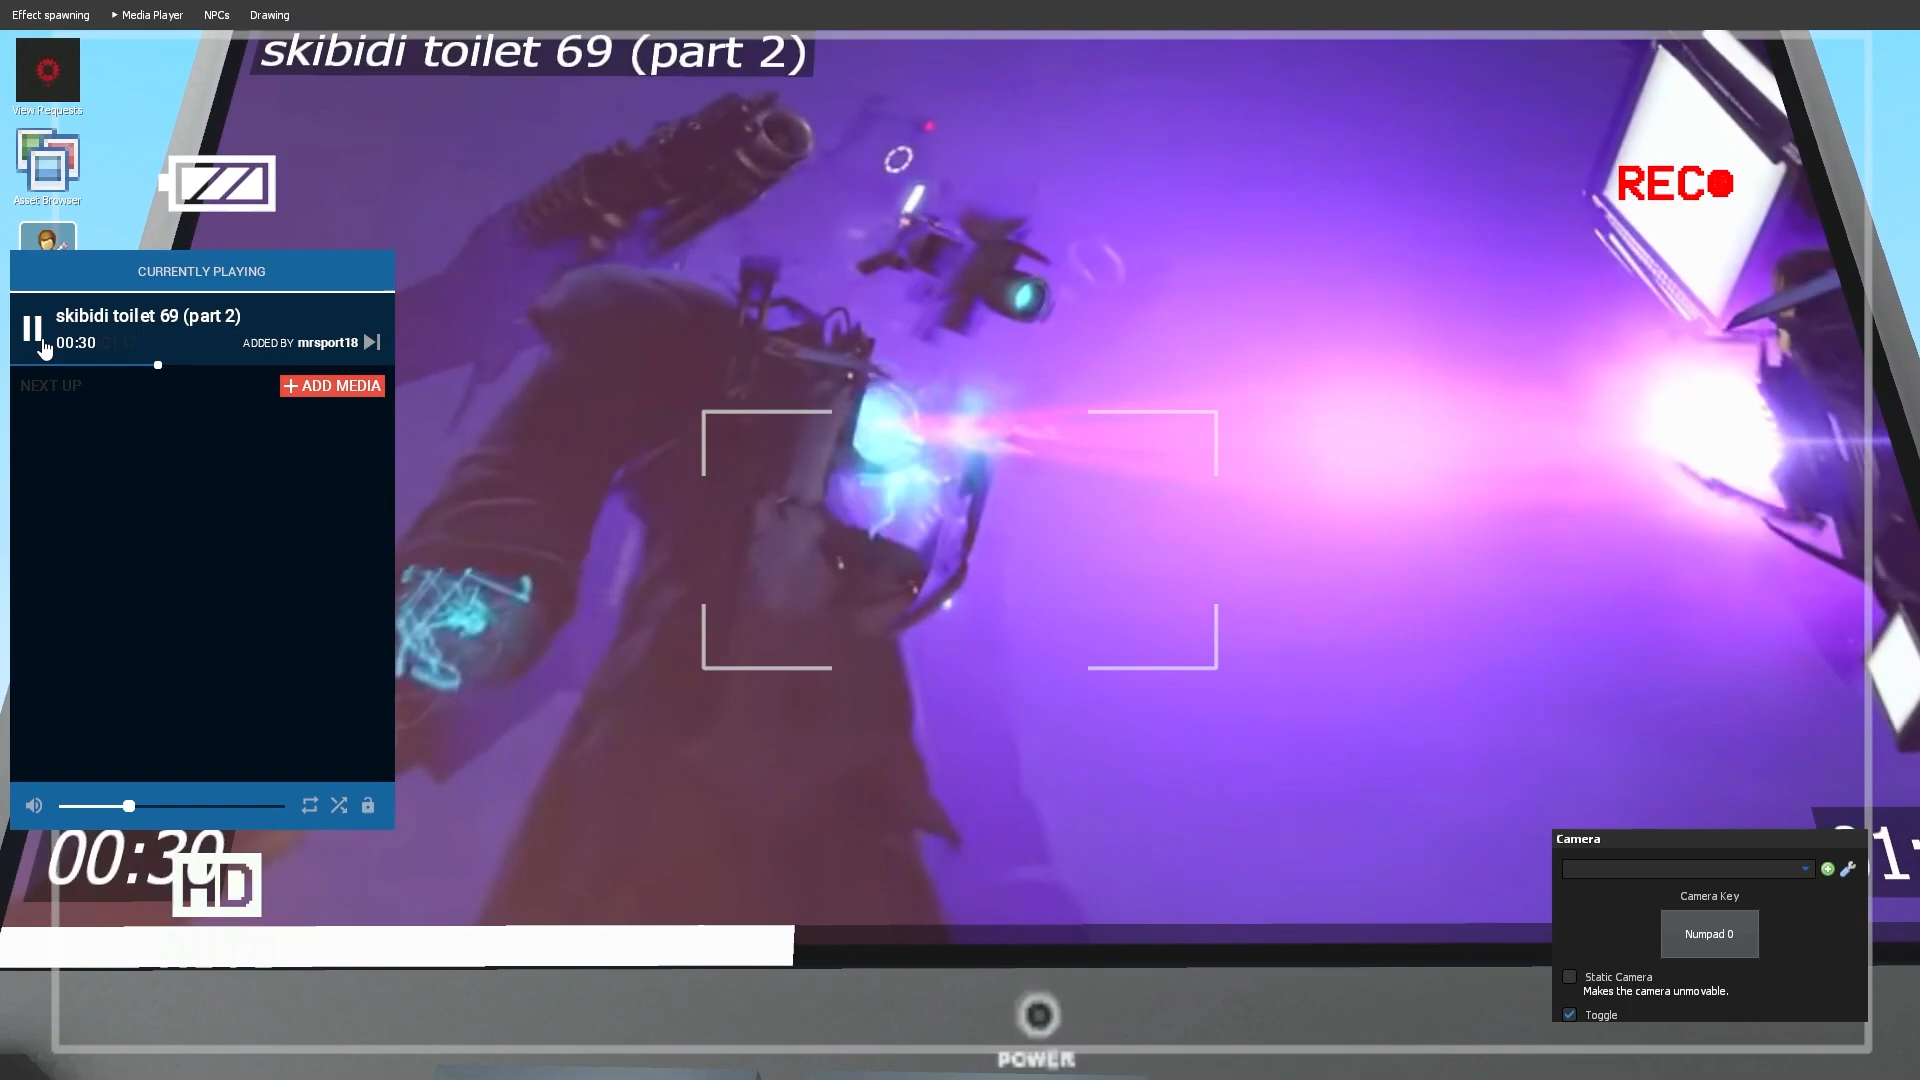 Effect spawning
Media Player
NPCs
Drawing
skibidi toilet 69 (part 2)
View Requests
Asset Browser
REC
CURRENTLY PLAYING
skibidi toilet 69 (part 2)
00:30
ADDED BY mrsport18
NEXT UP
+ ADD MEDIA
00:30
HD
Camera
Camera Key
Numpad 0
Static Camera
Makes the camera unmovable.
Toggle
POWER